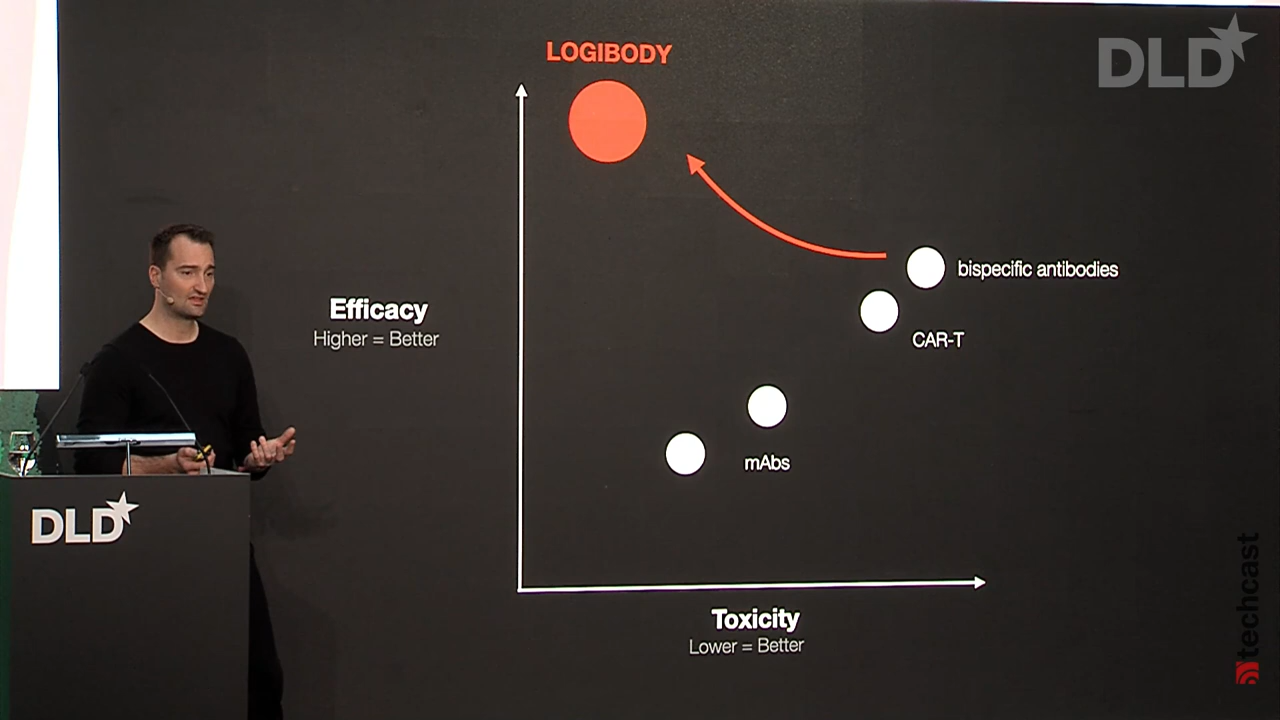 LOGIBODY
DLD
bispecific antibodies
Efficacy
Higher = Better
CAR-T
mAbs
DLD
Toxicity
Lower = Better
techcast